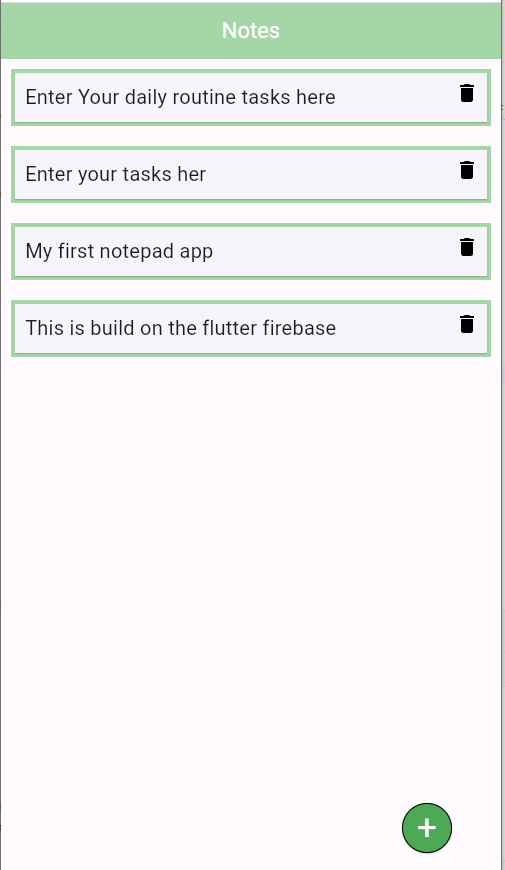 Notes
Enter Your daily routine tasks here
Enter your tasks her
My first notepad app
This is build on the flutter firebase
+